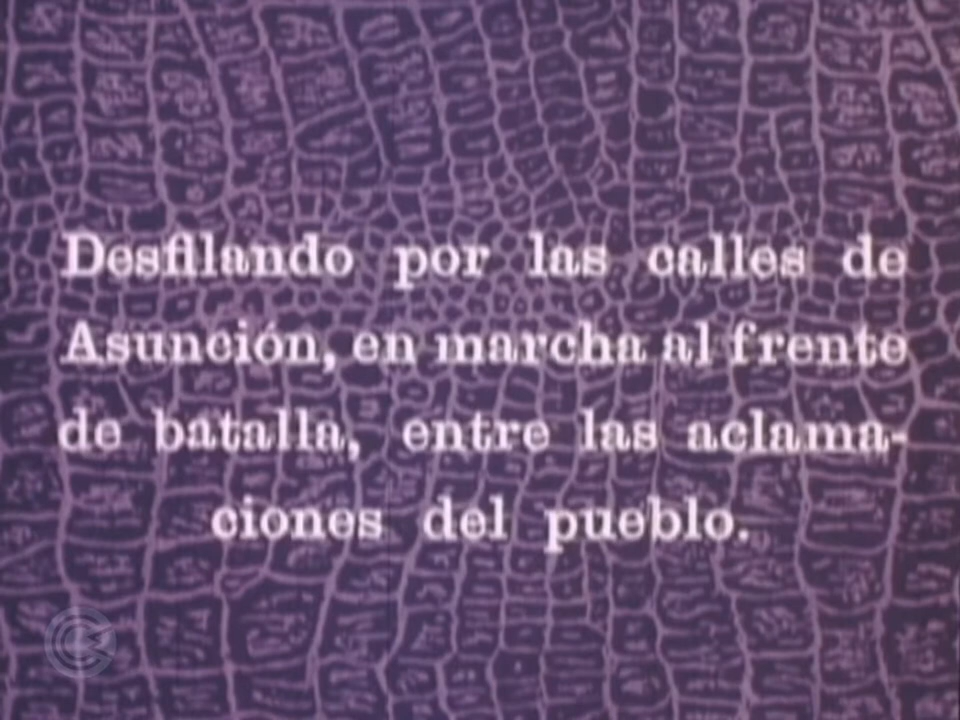 Desfilando por las calles de
Asunción, en marcha al frente
de batalla, entre las aclama-
ciones del pueblo.